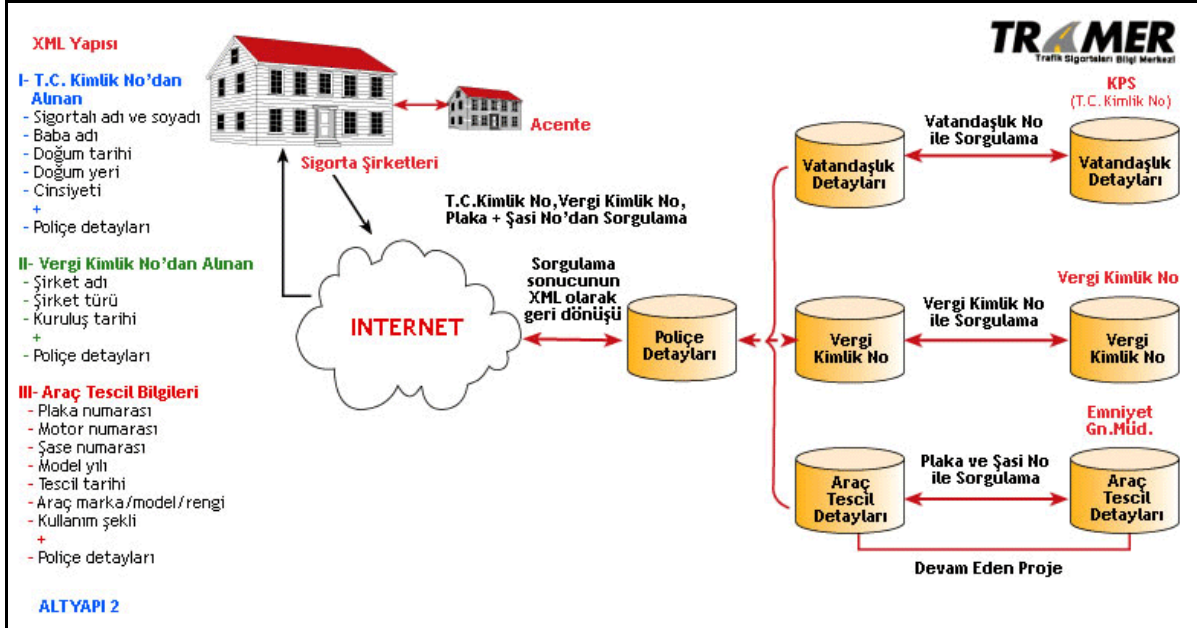 XML Yapısı
I- T.C. Kimlik No'dan
Alınan
- Sigortalı adı ve soyadı
- Baba adı
- Doğum tarihi
- Doğum yeri
- Cinsiyeti
+
- Poliçe detayları
II- Vergi Kimlik No'dan Alınan
- Şirket adı
- Şirket türü
- Kuruluş tarihi
+
- Poliçe detayları
III- Araç Tescil Bilgileri
- Plaka numarası
- Motor numarası
- Şase numarası
- Model yılı
- Tescil tarihi
- Araç marka/model/rengi
- Kullanım şekli
+
- Poliçe detayları
ALTYAPI 2
Sigorta Şirketleri
Acente
T.C.Kimlik No,Vergi Kimlik No,
Plaka + Şasi No'dan Sorgulama
INTERNET
Sorgulama
sonucunun
XML olarak
geri dönüşü
Poliçe
Detayları
TRAMER
Trafik Sigortaları Bilgi Merkezi
KPS
(T.C.Kimlik No)
Vatandaşlık
Detayları
Vatandaşlık No
ile Sorgulama
Vatandaşlık
Detayları
Vergi Kimlik No
Vergi
Kimlik No
Vergi Kimlik No
ile Sorgulama
Vergi
Kimlik No
Emniyet
Gn.Müd.
Araç
Tescil
Detayları
Plaka ve Şasi No
ile Sorgulama
Araç
Tescil
Detayları
Devam Eden Proje